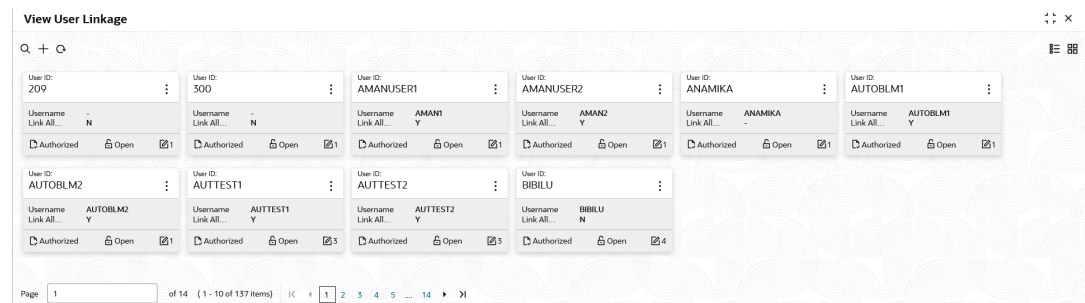 View User Linkage
User ID:
209
Username -
Link All... N
Authorized Open 1
User ID:
300
Username -
Link All... N
Authorized Open 1
User ID:
AMANUSER1
Username AMAN1
Link All... Y
Authorized Open 1
User ID:
AMANUSER2
Username AMAN2
Link All... Y
Authorized Open 1
User ID:
ANAMIKA
Username ANAMIKA
Link All... -
Authorized Open 1
User ID:
AUTOBLM1
Username AUTOBLM1
Link All... Y
Authorized Open 1
User ID:
AUTOBLM2
Username AUTOBLM2
Link All... Y
Authorized Open 1
User ID:
AUTTEST1
Username AUTTEST1
Link All... Y
Authorized Open 3
User ID:
AUTTEST2
Username AUTTEST2
Link All... Y
Authorized Open 3
User ID:
BIBILU
Username BIBILU
Link All... N
Authorized Open 4
Page 1 of 14 (1 - 10 of 137 items) 1 2 3 4 5 .... 14